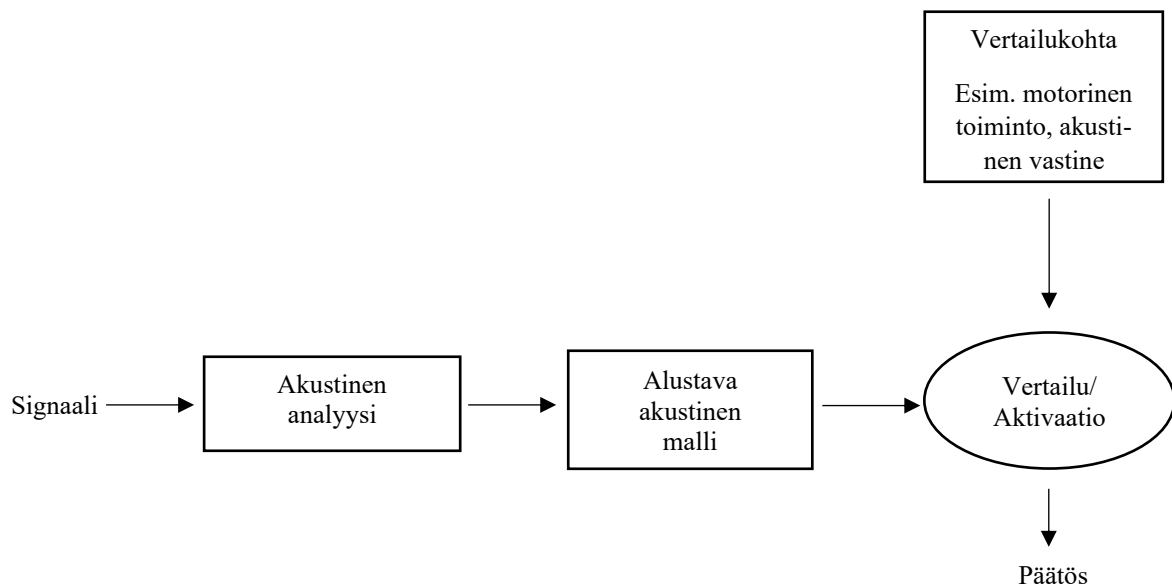 Vertailukohta
Esim. motorinen
toiminto, akusti-
nen vastine
Signaali
Akustinen
analyysi
Alustava
akustinen
malli
Vertailu/
Aktivaatio
Päätös